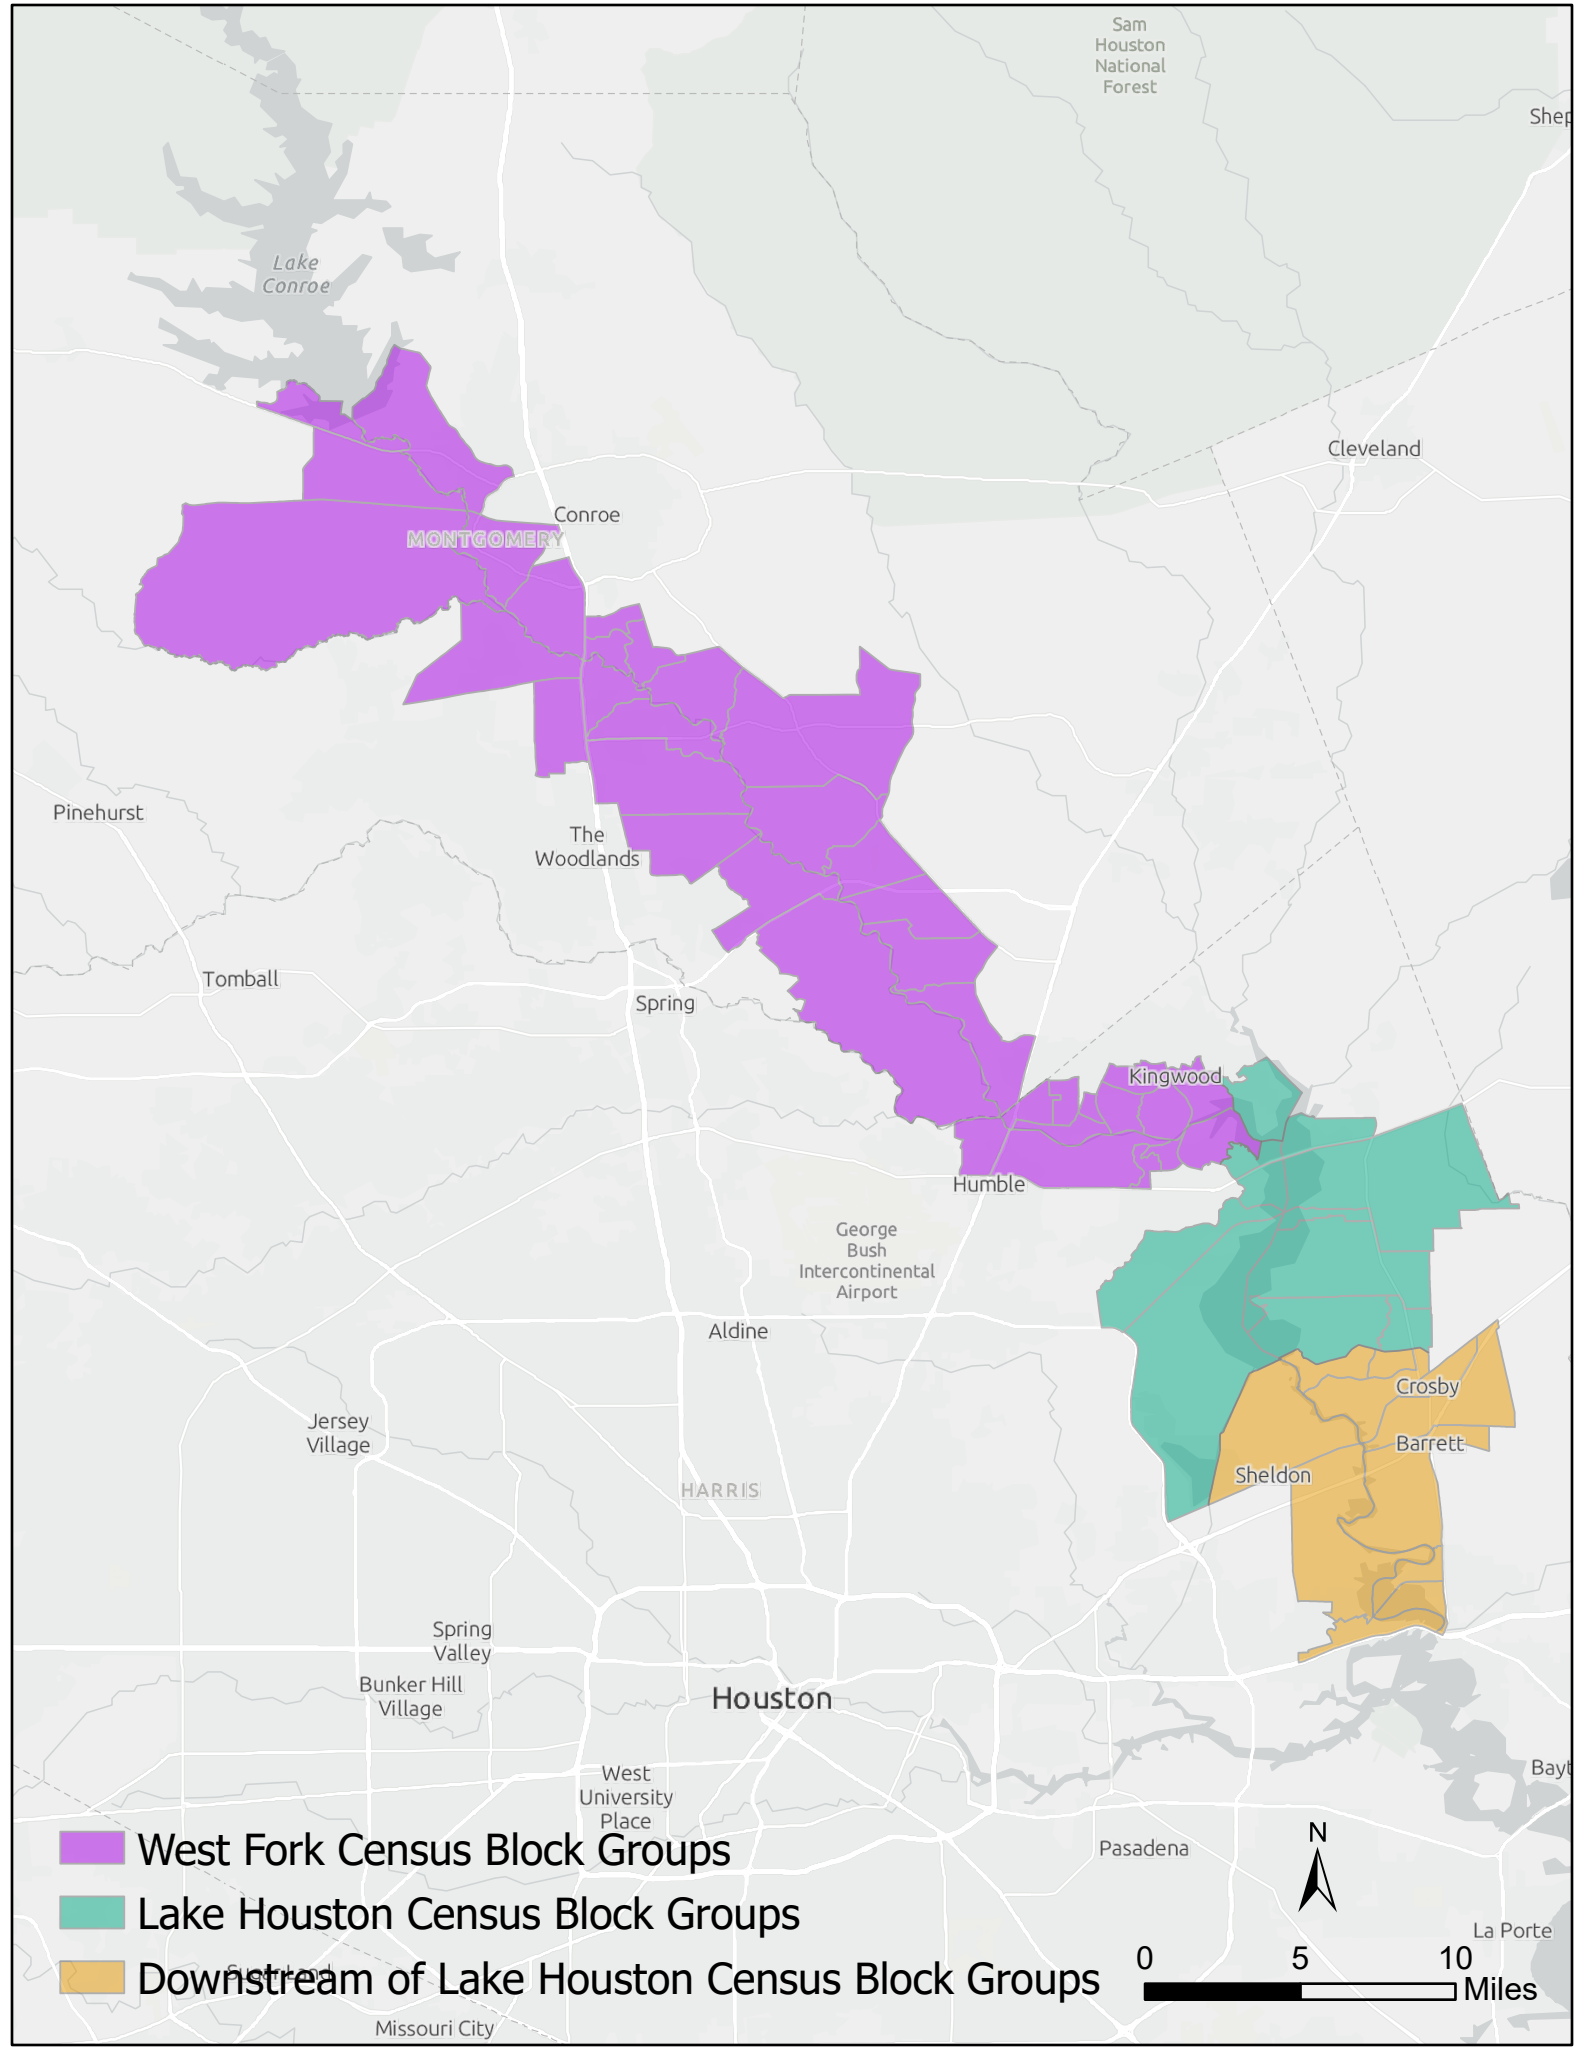 Sam
Houston
National
Forest
Shep
Lake
Conroe
Cleveland
Conroe
MONTGOMERY
Pinehurst
The
Woodlands
Tomball
Spring
Kingwood
Humble
George
Bush
Intercontinental
Airport
Aldine
Crosby
Jersey
Village
Barrett
Sheldon
HARRIS
Spring
Valley
Bunker Hill
Village
Houston
West
University
Place
Bayt
Pasadena
N
La Porte
West Fork Census Block Groups
Lake Houston Census Block Groups
Sugar Land
Downstream of Lake Houston Census Block Groups
0 5 10
Miles
Missouri City